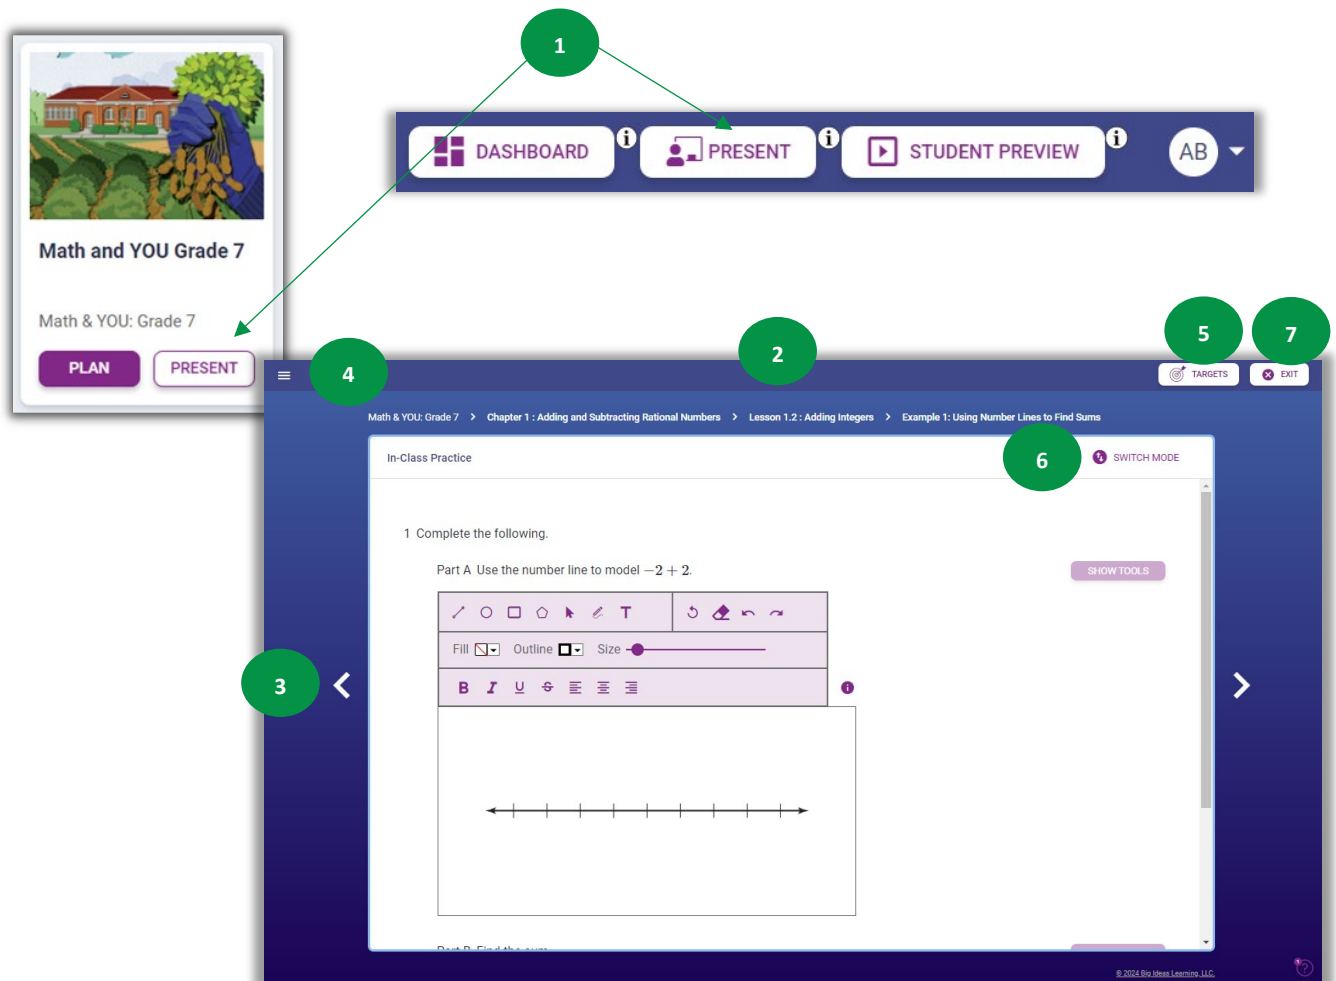 1
DASHBOARD
PRESENT
STUDENT PREVIEW
AB
Math and YOU Grade 7
Math & YOU: Grade 7
PLAN
PRESENT
2
4
5
7
TARGETS
EXIT
Math & YOU: Grade 7 > Chapter 1 : Adding and Subtracting Rational Numbers > Lesson 1.2 : Adding Integers > Example 1: Using Number Lines to Find Sums
In-Class Practice
6
SWITCH MODE
1 Complete the following.
Part A Use the number line to model −2 + 2.
SHOW TOOLS
T
Fill
Outline
Size
B I U S
3
Part B Find the sum
© 2024 Big Ideas Learning, LLC.